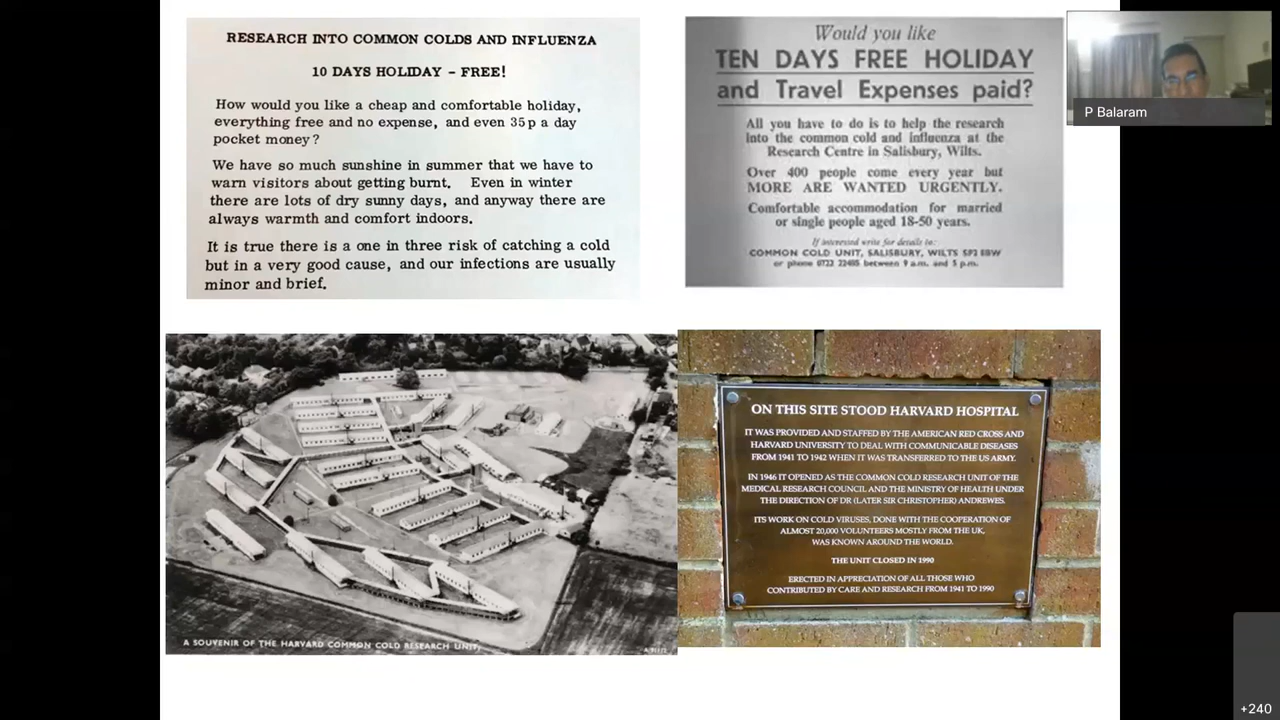 RESEARCH INTO COMMON COLDS AND INFLUENZA
10 DAYS HOLIDAY - FREE!
How would you like a cheap and comfortable holiday,
everything free and no expense, and even 35p a day
pocket money?
We have so much sunshine in summer that we have to
warn visitors about getting burnt. Even in winter
there are lots of dry sunny days, and anyway there are
always warmth and comfort indoors.
It is true there is a one in three risk of catching a cold
but in a very good cause, and our infections are usually
minor and brief.
Would you like
TEN DAYS FREE HOLIDAY
and Travel Expenses paid?
All you have to do is to help the research
into the common cold and influenza at the
Research Centre in Salisbury, Wilts.
Over 400 people come every year but
MORE ARE WANTED URGENTLY.
Comfortable accommodation for married
or single people aged 18-50 years.
If interested write for details to:
COMMON COLD UNIT, SALISBURY, WILTS SP2 8BW
or phone 0722 22485 between 9 a.m. and 5 p.m.
P Balaram
A SOUVENIR OF THE HARVARD COMMON COLD RESEARCH UNIT,
ON THIS SITE STOOD HARVARD HOSPITAL
IT WAS PROVIDED AND STAFFED BY THE AMERICAN RED CROSS AND
HARVARD UNIVERSITY TO DEAL WITH COMMUNICABLE DISEASES
FROM 1941 TO 1942 WHEN IT WAS TRANSFERRED TO THE US ARMY.
IN 1946 IT OPENED AS THE COMMON COLD RESEARCH UNIT OF THE
MEDICAL RESEARCH COUNCIL AND THE MINISTRY OF HEALTH UNDER
THE DIRECTION OF DR (LATER SIR CHRISTOPHER) ANDREWES.
ITS WORK ON COLD VIRUSES, DONE WITH THE COOPERATION OF
ALMOST 20,000 VOLUNTEERS MOSTLY FROM THE UK,
WAS KNOWN AROUND THE WORLD.
THE UNIT CLOSED IN 1990
ERECTED IN APPRECIATION OF ALL THOSE WHO
CONTRIBUTED BY CARE AND RESEARCH FROM 1941 TO 1990
+240